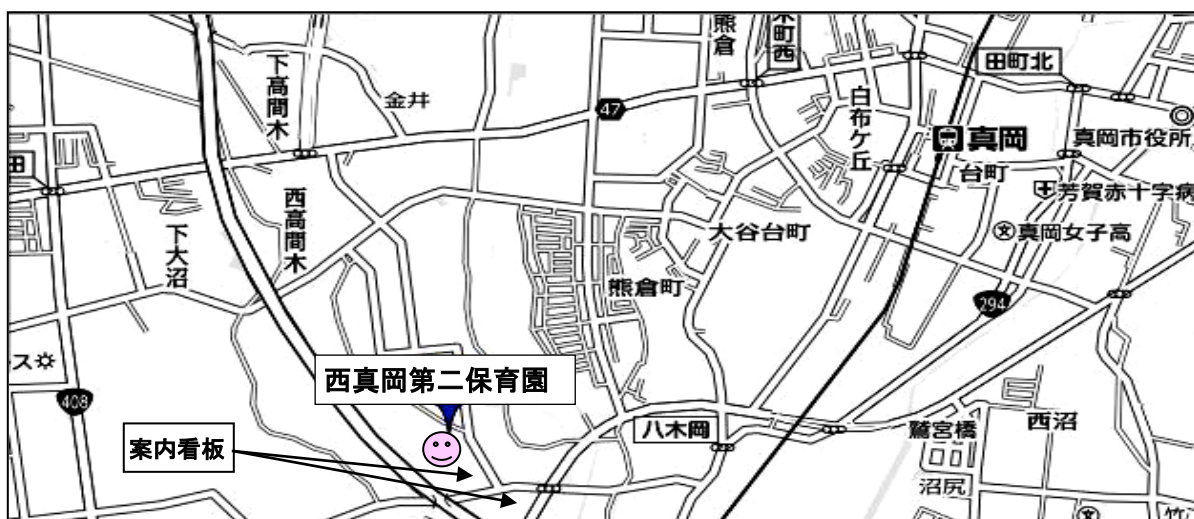 熊倉
木町西
田町北
下高間木
金井
47
白布ケ丘
真岡
真岡市役所
台町
田
芳賀赤十字病
西高間木
下大沼
大谷台町
真岡女子高
熊倉町
294
ス
西真岡第二保育園
408
八木岡
鷲宮橋
西沼
案内看板
沼尻
竹